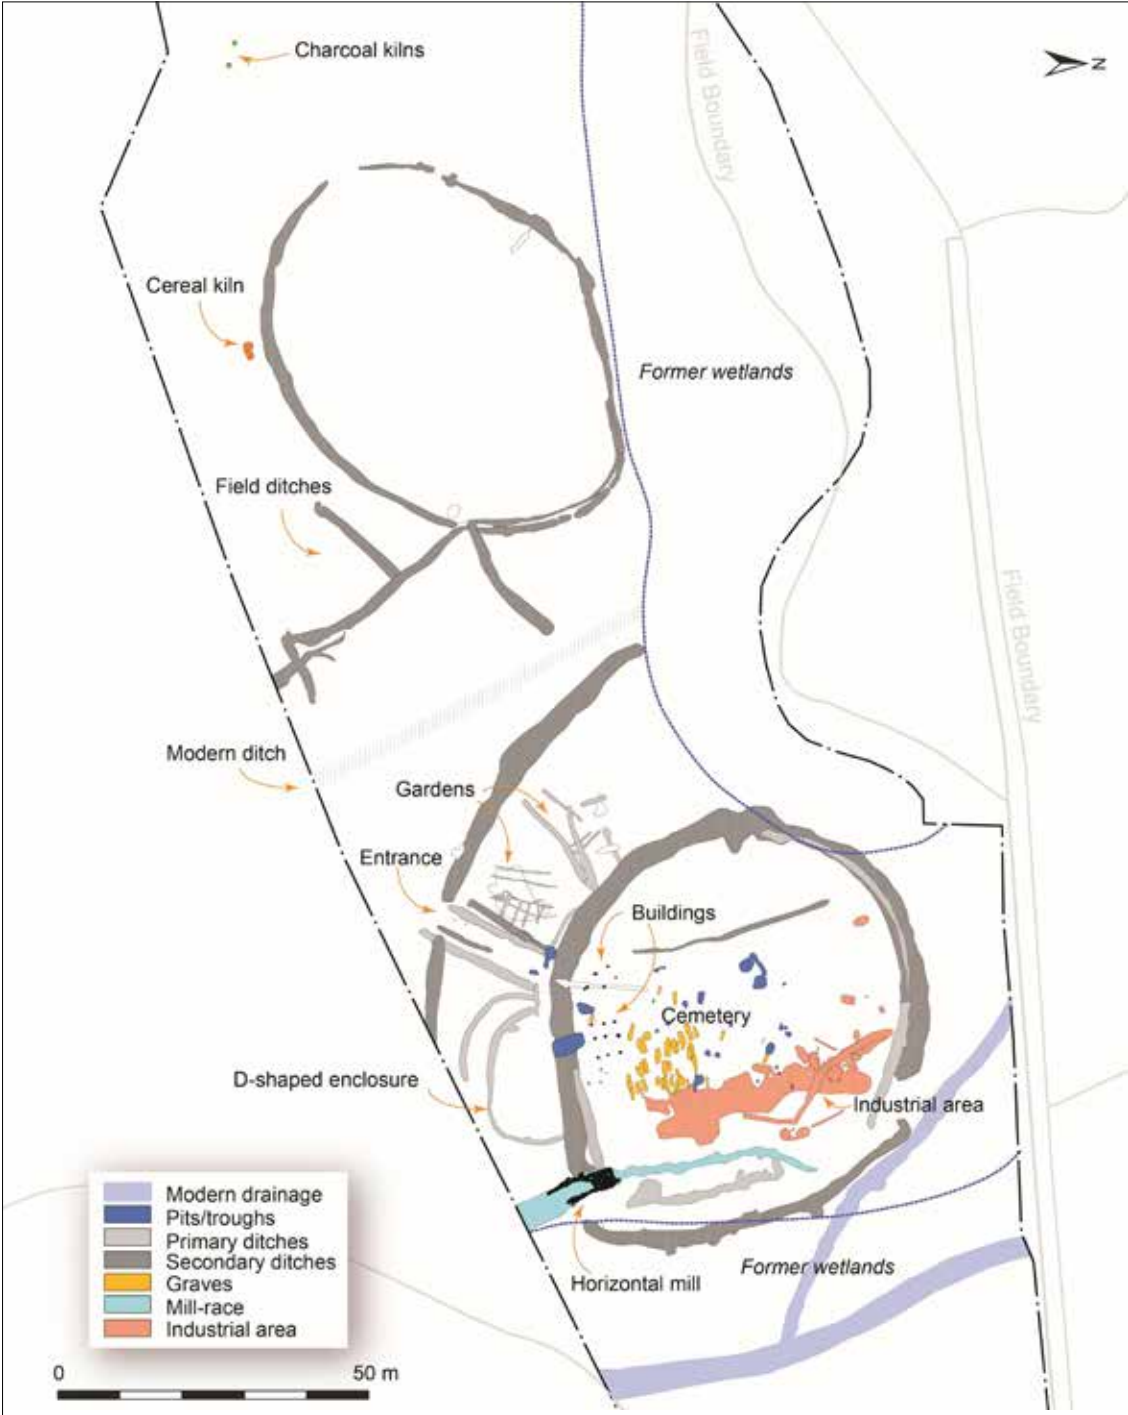 Charcoal kilns
N
Field Boundary
Cereal kiln
Former wetlands
Field ditches
Field Boundary
Modern ditch
Gardens
Entrance
Buildings
Cemetery
D-shaped enclosure
Industrial area
Modern drainage
Pits/troughs
Primary ditches
Secondary ditches
Graves
Mill-race
Industrial area
Horizontal mill
Former wetlands
0 50 m